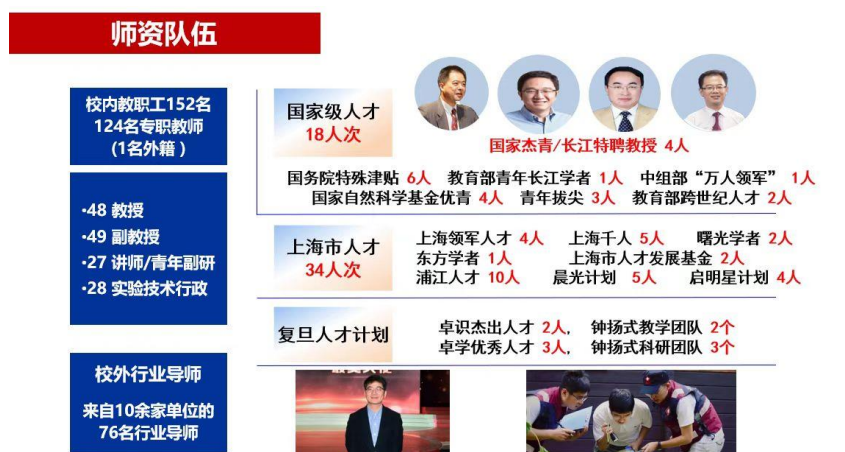 师资队伍
校内教职工152名
124名专职教师
(1名外籍 )
·48 教授
·49 副教授
·27 讲师/青年副研
·28 实验技术行政
校外行业导师
来自10余家单位的
76名行业导师
国家级人才
18人次
国家杰青/长江特聘教授 4人
国务院特殊津贴 6人 教育部青年长江学者 1人 中组部“万人领军” 1人
国家自然科学基金优青 4人 青年拔尖 3人 教育部跨世纪人才 2人
上海市人才
34人次
上海领军人才 4人 上海千人 5人 曙光学者 2人
东方学者 1人 上海市人才发展基金 2人
浦江人才 10人 晨光计划 5人 启明星计划 4人
复旦人才计划
卓识杰出人才 2人, 钟扬式教学团队 2个
卓学优秀人才 3人, 钟扬式科研团队 3个